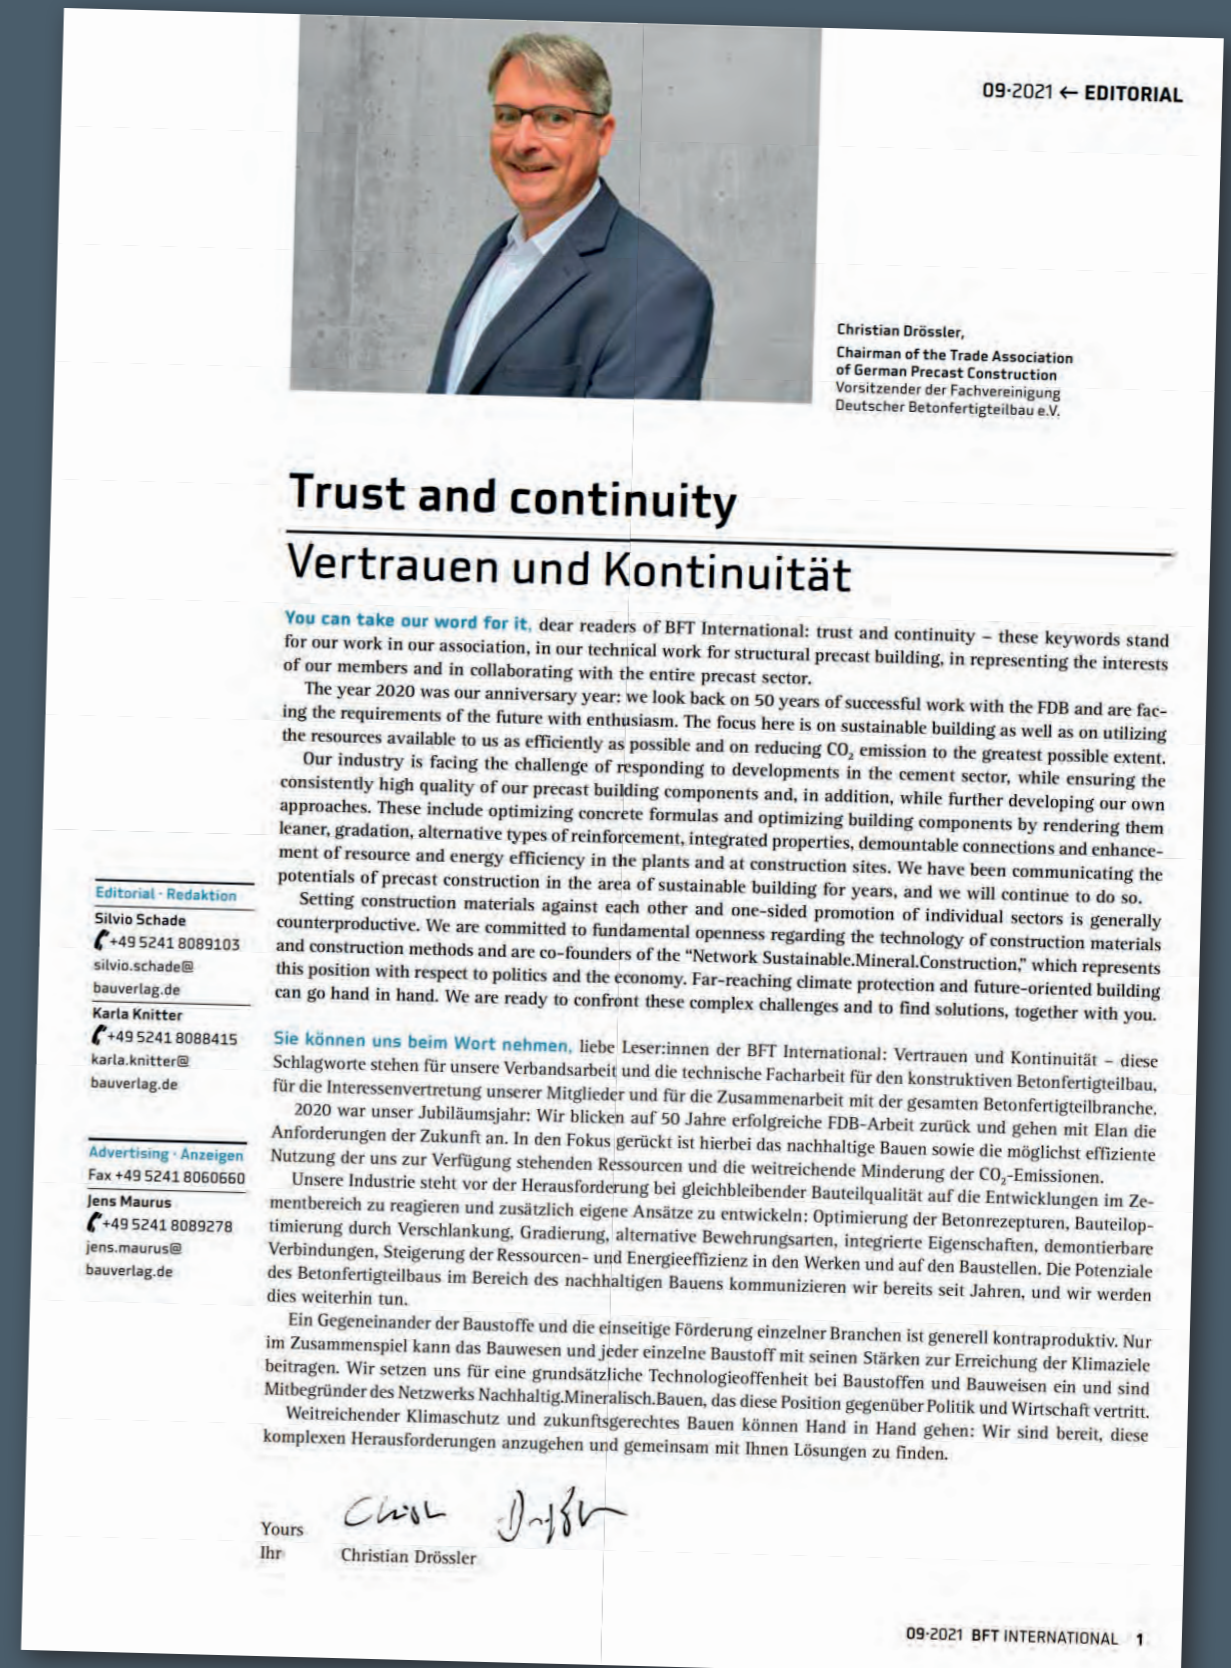 09·2021 ← EDITORIAL
Christian Drössler,
Chairman of the Trade Association
of German Precast Construction
Vorsitzender der Fachvereinigung
Deutscher Betonfertigteilbau e.V.
Trust and continuity
Vertrauen und Kontinuität
You can take our word for it, dear readers of BFT International: trust and continuity – these keywords stand
for our work in our association, in our technical work for structural precast building, in representing the interests
of our members and in collaborating with the entire precast sector.
The year 2020 was our anniversary year: we look back on 50 years of successful work with the FDB and are fac-
ing the requirements of the future with enthusiasm. The focus here is on sustainable building as well as on utilizing
the resources available to us as efficiently as possible and on reducing CO₂ emission to the greatest possible extent.
Our industry is facing the challenge of responding to developments in the cement sector, while ensuring the
consistently high quality of our precast building components and, in addition, while further developing our own
approaches. These include optimizing concrete formulas and optimizing building components by rendering them
leaner, gradation, alternative types of reinforcement, integrated properties, demountable connections and enhance-
ment of resource and energy efficiency in the plants and at construction sites. We have been communicating the
potentials of precast construction in the area of sustainable building for years, and we will continue to do so.
Setting construction materials against each other and one-sided promotion of individual sectors is generally
counterproductive. We are committed to fundamental openness regarding the technology of construction materials
and construction methods and are co-founders of the “Network Sustainable.Mineral.Construction,” which represents
this position with respect to politics and the economy. Far-reaching climate protection and future-oriented building
can go hand in hand. We are ready to confront these complex challenges and to find solutions, together with you.
Sie können uns beim Wort nehmen, liebe Leser:innen der BFT International: Vertrauen und Kontinuität – diese
Schlagworte stehen für unsere Verbandsarbeit und die technische Facharbeit für den konstruktiven Betonfertigteilbau,
für die Interessenvertretung unserer Mitglieder und für die Zusammenarbeit mit der gesamten Betonfertigteilbranche.
2020 war unser Jubiläumsjahr: Wir blicken auf 50 Jahre erfolgreiche FDB-Arbeit zurück und gehen mit Elan die
Anforderungen der Zukunft an. In den Fokus gerückt ist hierbei das nachhaltige Bauen sowie die möglichst effiziente
Nutzung der uns zur Verfügung stehenden Ressourcen und die weitreichende Minderung der CO₂-Emissionen.
Unsere Industrie steht vor der Herausforderung bei gleichbleibender Bauteilqualität auf die Entwicklungen im Ze-
mentbereich zu reagieren und zusätzlich eigene Ansätze zu entwickeln: Optimierung der Betonrezepturen, Bauteilop-
timierung durch Verschlankung, Gradierung, alternative Bewehrungsarten, integrierte Eigenschaften, demontierbare
Verbindungen, Steigerung der Ressourcen- und Energieeffizienz in den Werken und auf den Baustellen. Die Potenziale
des Betonfertigteilbaus im Bereich des nachhaltigen Bauens kommunizieren wir bereits seit Jahren, und wir werden
dies weiterhin tun.
Ein Gegeneinander der Baustoffe und die einseitige Förderung einzelner Branchen ist generell kontraproduktiv. Nur
im Zusammenspiel kann das Bauwesen und jeder einzelne Baustoff mit seinen Stärken zur Erreichung der Klimaziele
beitragen. Wir setzen uns für eine grundsätzliche Technologieoffenheit bei Baustoffen und Bauweisen ein und sind
Mitbegründer des Netzwerks Nachhaltig.Mineralisch.Bauen, das diese Position gegenüber Politik und Wirtschaft vertritt.
Weitreichender Klimaschutz und zukunftsgerechtes Bauen können Hand in Hand gehen: Wir sind bereit, diese
komplexen Herausforderungen anzugehen und gemeinsam mit Ihnen Lösungen zu finden.
Yours
Ihr Christian Drössler
Editorial · Redaktion
Silvio Schade
+49 5241 8089103
silvio.schade@
bauverlag.de
Karla Knitter
+49 5241 8088415
karla.knitter@
bauverlag.de
Advertising · Anzeigen
Fax +49 5241 8060660
Jens Maurus
+49 5241 8089278
jens.maurus@
bauverlag.de
09·2021 BFT INTERNATIONAL 1